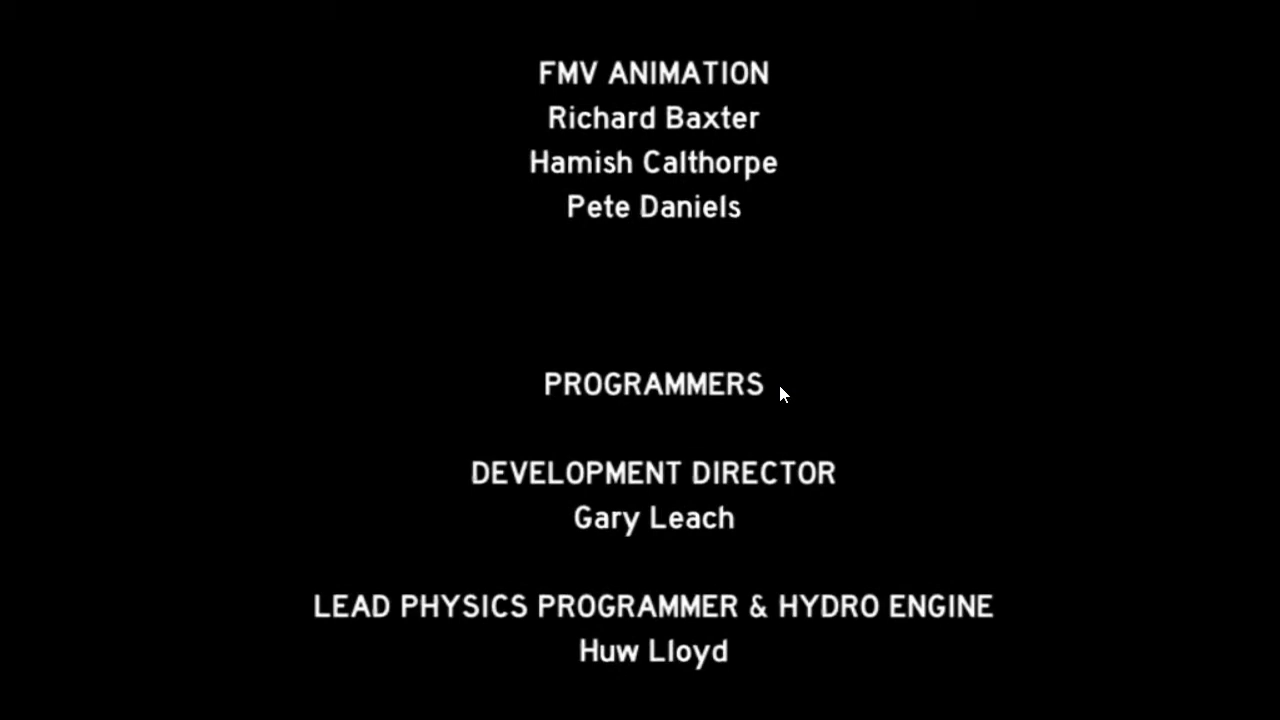 FMV ANIMATION
Richard Baxter
Hamish Calthorpe
Pete Daniels
PROGRAMMERS
DEVELOPMENT DIRECTOR
Gary Leach
LEAD PHYSICS PROGRAMMER & HYDRO ENGINE
Huw Lloyd